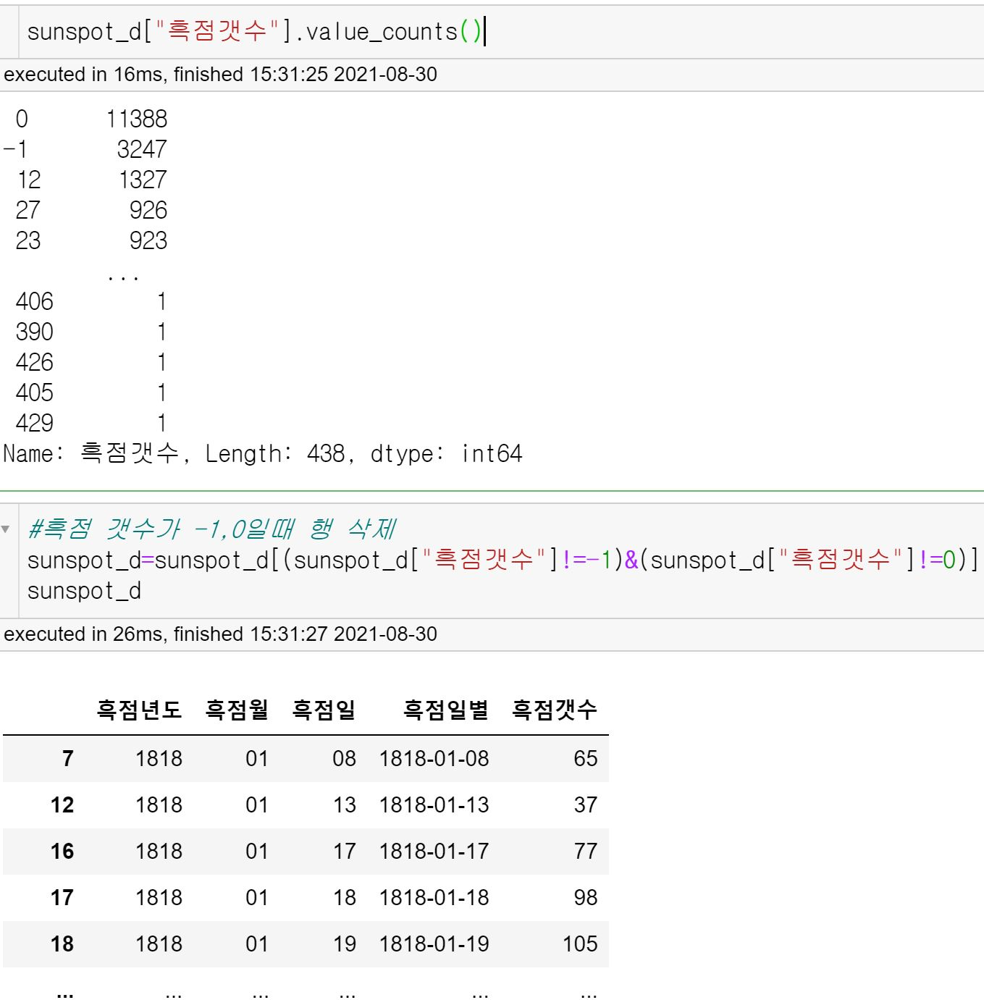 sunspot_d["흑점갯수"].value_counts()
executed in 16ms, finished 15:31:25 2021-08-30
0 11388
-1 3247
12 1327
27 926
23 923
...
406 1
390 1
426 1
405 1
429 1
Name: 흑점갯수, Length: 438, dtype: int64
#흑점 갯수가 -1,0일때 행 삭제
sunspot_d=sunspot_d[(sunspot_d["흑점갯수"]!=-1)&(sunspot_d["흑점갯수"]!=0)]
sunspot_d
executed in 26ms, finished 15:31:27 2021-08-30
흑점년도 흑점월 흑점일 흑점일별 흑점갯수
7 1818 01 08 1818-01-08 65
12 1818 01 13 1818-01-13 37
16 1818 01 17 1818-01-17 77
17 1818 01 18 1818-01-18 98
18 1818 01 19 1818-01-19 105
... ... ... ... ... ...